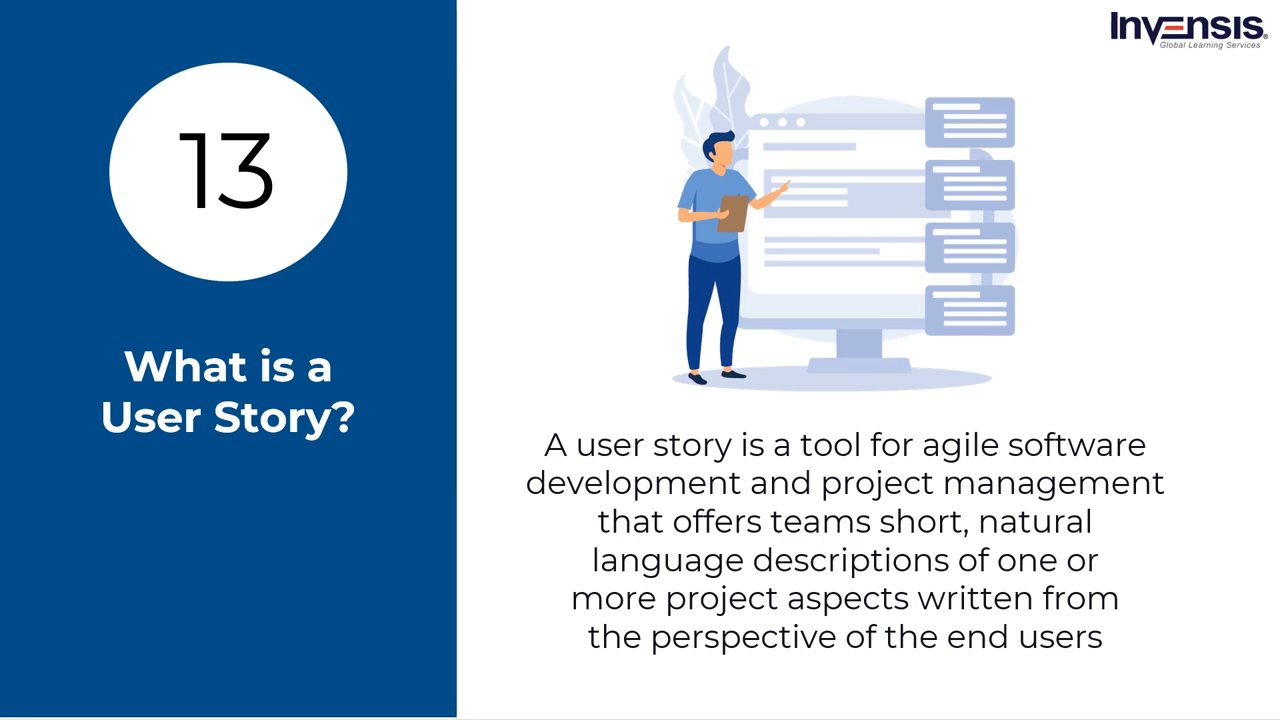 Invensis®
Global Learning Services
13
What is a
User Story?
A user story is a tool for agile software
development and project management
that offers teams short, natural
language descriptions of one or
more project aspects written from
the perspective of the end users